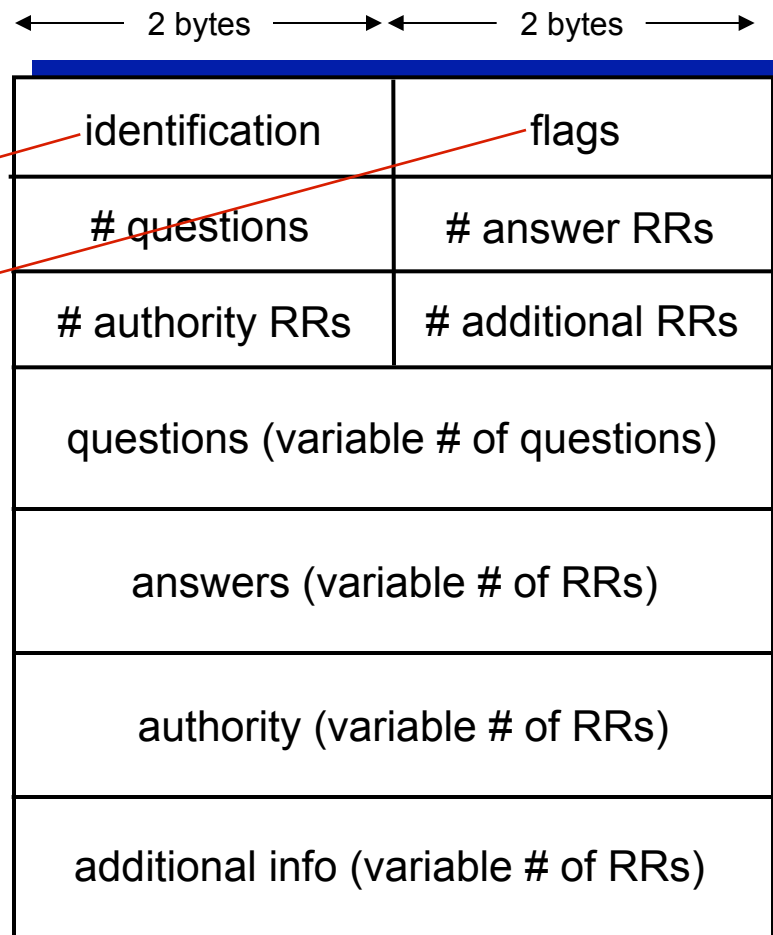 2 bytes 2 bytes
identification flags
# questions # answer RRs
# authority RRs # additional RRs
questions (variable # of questions)
answers (variable # of RRs)
authority (variable # of RRs)
additional info (variable # of RRs)